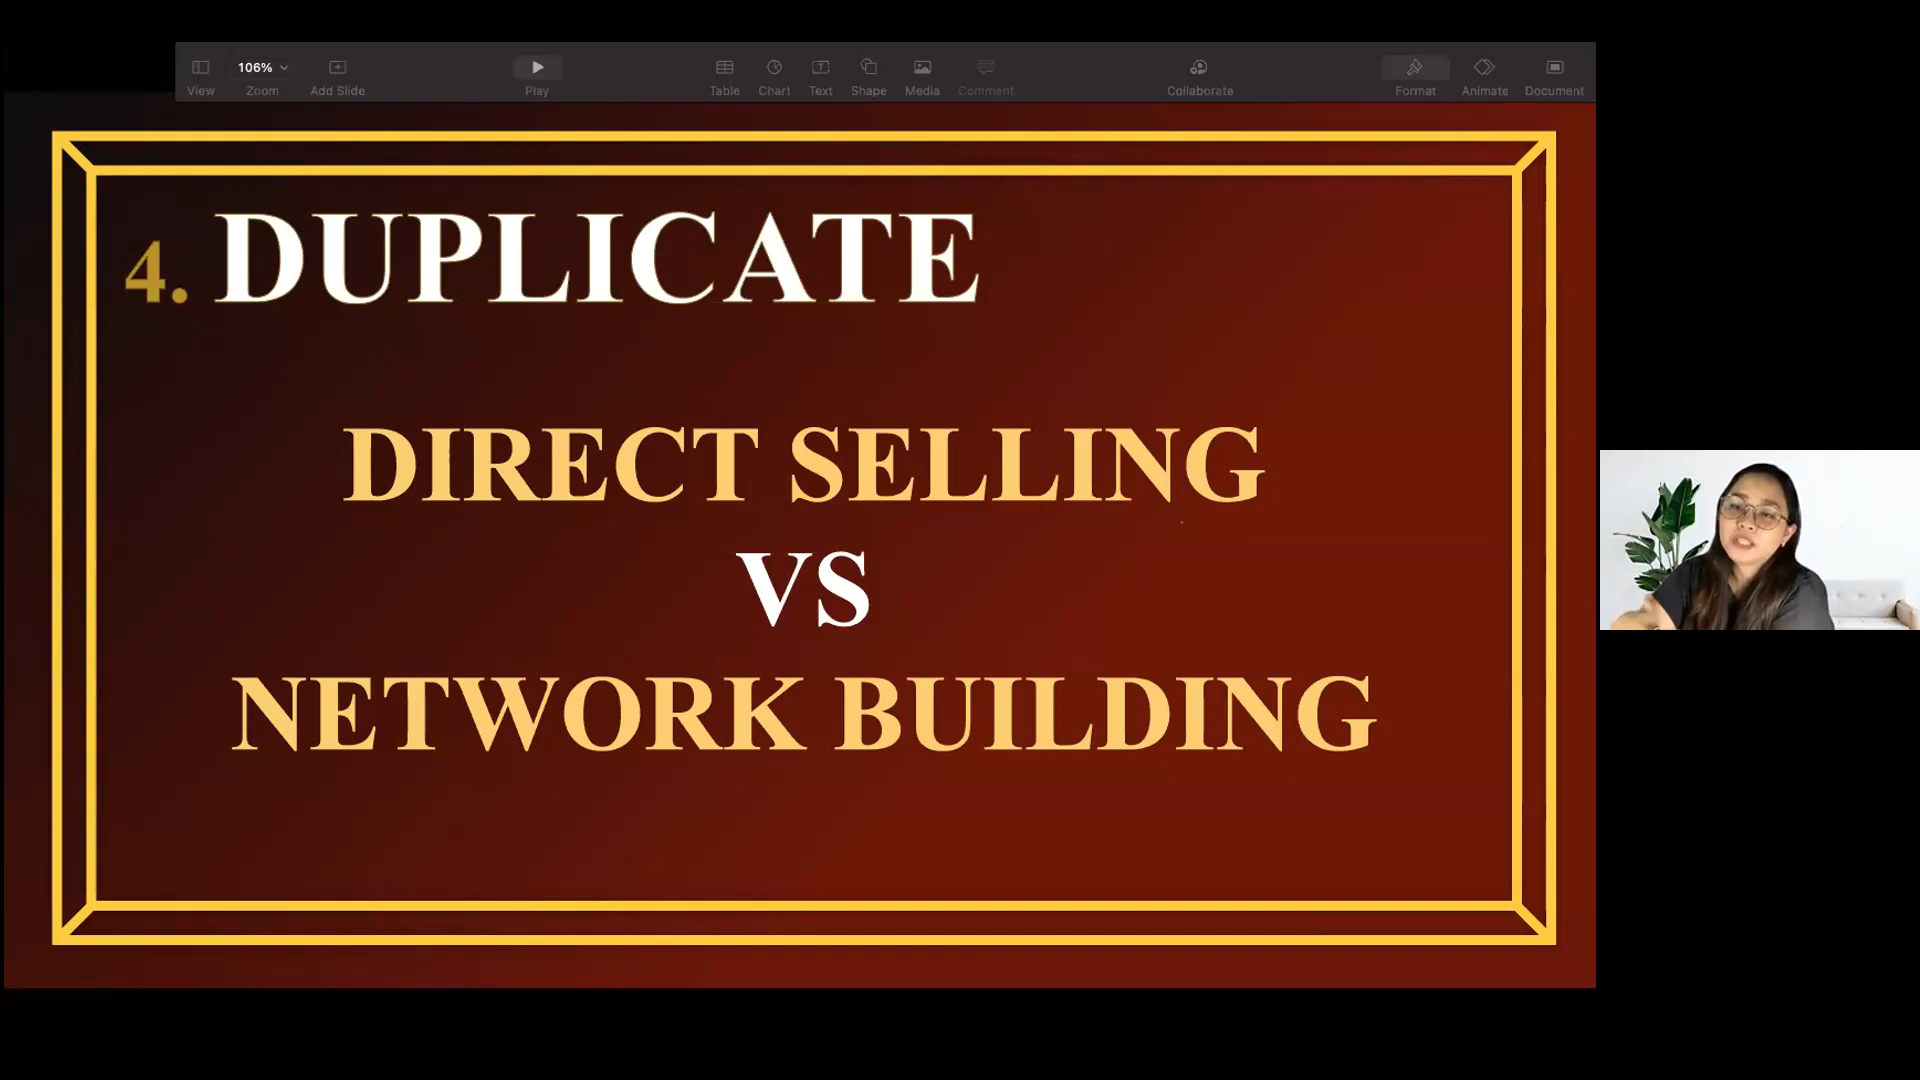 106%
View
Zoom
Add Slide
Play
Table
Chart
Text
Shape
Media
Comment
Collaborate
Format
Animate
Document
4. DUPLICATE
DIRECT SELLING
VS
NETWORK BUILDING